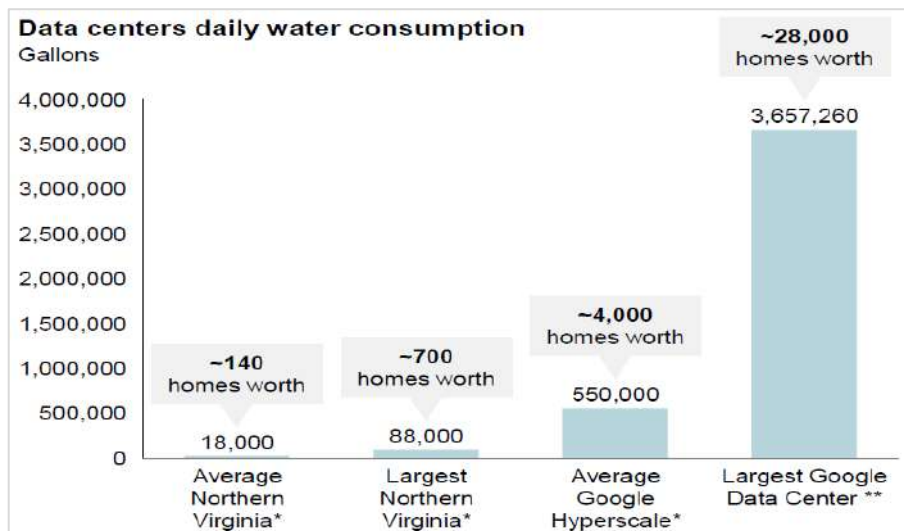 Data centers daily water consumption
Gallons
~28,000
homes worth
4,000,000
3,500,000
3,000,000
2,500,000
2,000,000
1,500,000
1,000,000
500,000
0
3,657,260
~4,000
homes worth
~140
homes worth
~700
homes worth
550,000
18,000
88,000
Average
Northern
Virginia*
Largest
Northern
Virginia*
Average
Google
Hyperscale*
Largest Google
Data Center **